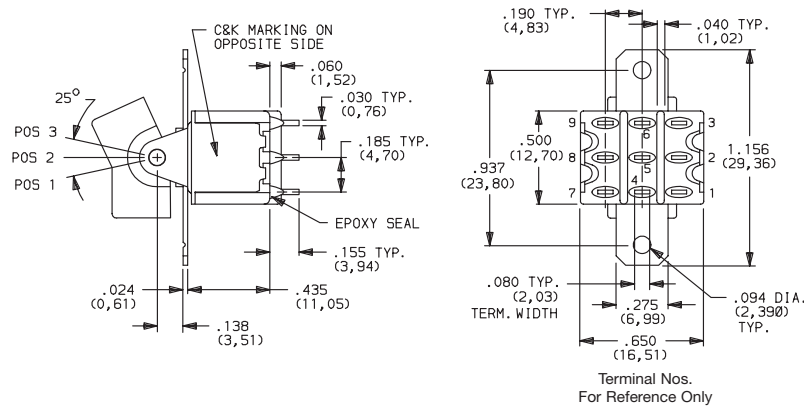 C&K MARKING ON
OPPOSITE SIDE
.060
(1,52)
.030 TYP.
(0,76)
25°
POS 3
POS 2
POS 1
.185 TYP.
(4,70)
EPOXY SEAL
.155 TYP.
(3,94)
.024
(0,61)
.435
(11,05)
.138
(3,51)
.190 TYP.
(4,83)
.040 TYP.
(1,02)
9
6
3
.500
(12,70)
1.156
(29,36)
8
5
2
.937
(23,80)
7
4
1
.080 TYP.
(2,03)
TERM. WIDTH
.275
(6,99)
.094 DIA.
(2,390)
TYP.
.650
(16,51)
Terminal Nos.
For Reference Only